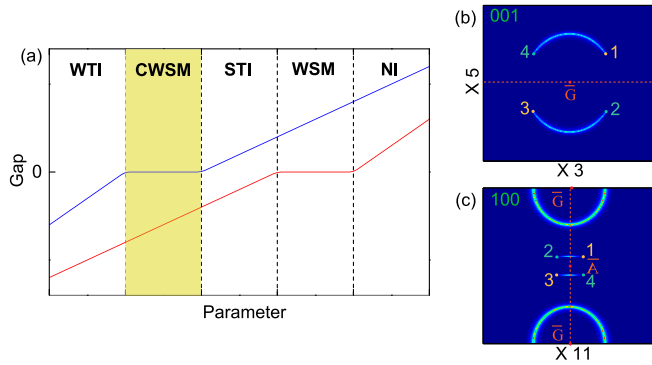 (a)
WTI CWSM STI WSM NI
Gap
0
Parameter
(b)
001
4 1
G̅
3 2
X 5
X 3
(c)
100
G̅
2 1
A̅
3 4
G̅
X 11